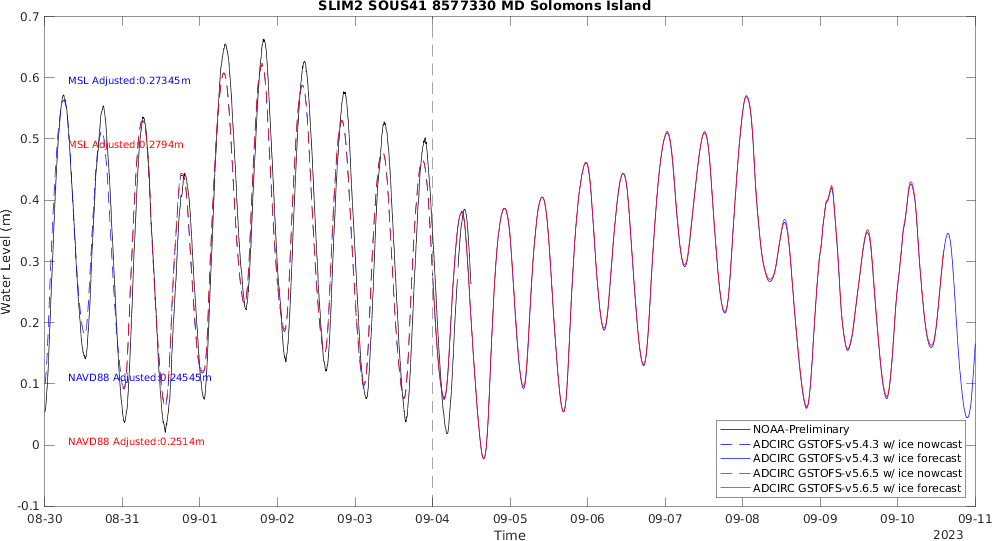 SLIM2 SOUS41 8577330 MD Solomons Island
0.7
0.6
0.5
0.4
0.3
0.2
0.1
0
-0.1
Water Level (m)
MSL Adjusted:0.27345m
MSL Adjusted:0.2794m
NAVD88 Adjusted:0.24545m
NAVD88 Adjusted:0.2514m
NOAA-Preliminary
ADCIRC GSTOFS-v5.4.3 w/ ice nowcast
ADCIRC GSTOFS-v5.4.3 w/ ice forecast
ADCIRC GSTOFS-v5.6.5 w/ ice nowcast
ADCIRC GSTOFS-v5.6.5 w/ ice forecast
08-30 08-31 09-01 09-02 09-03 09-04 09-05 09-06 09-07 09-08 09-09 09-10 09-11
Time
2023